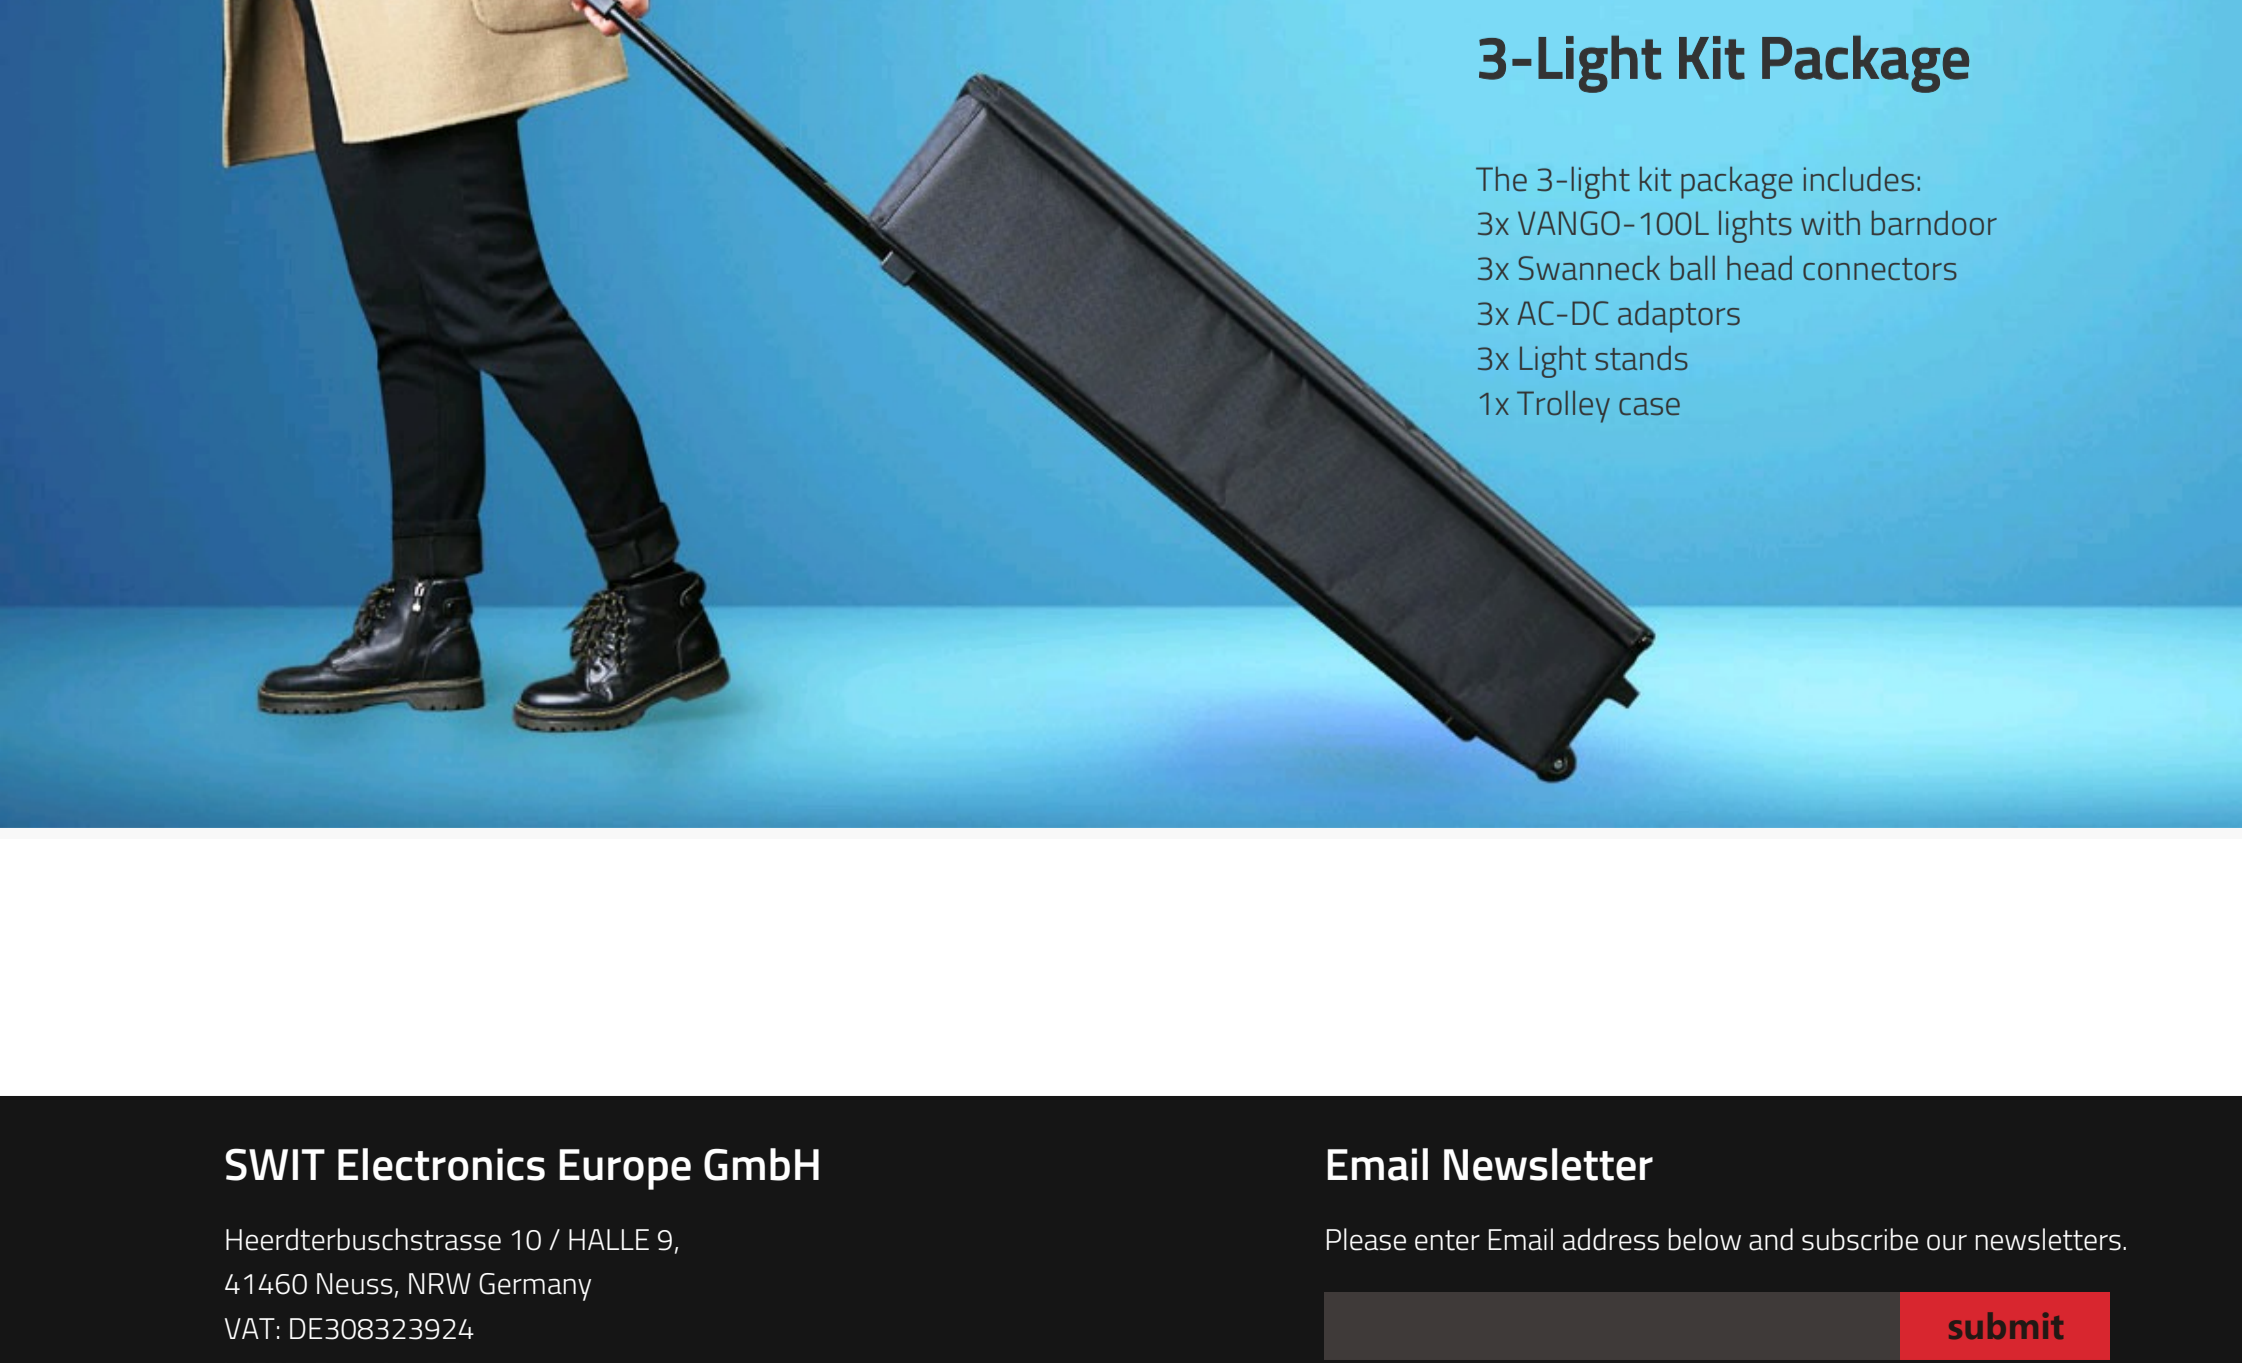 3-Light Kit Package
The 3-light kit package includes:
3x VANGO-100L lights with barndoor
3x Swanneck ball head connectors
3x AC-DC adaptors
3x Light stands
1x Trolley case
SWIT Electronics Europe GmbH
Heerdterbuschstrasse 10 / HALLE 9,
41460 Neuss, NRW Germany
VAT: DE308323924
Email Newsletter
Please enter Email address below and subscribe our newsletters.
submit